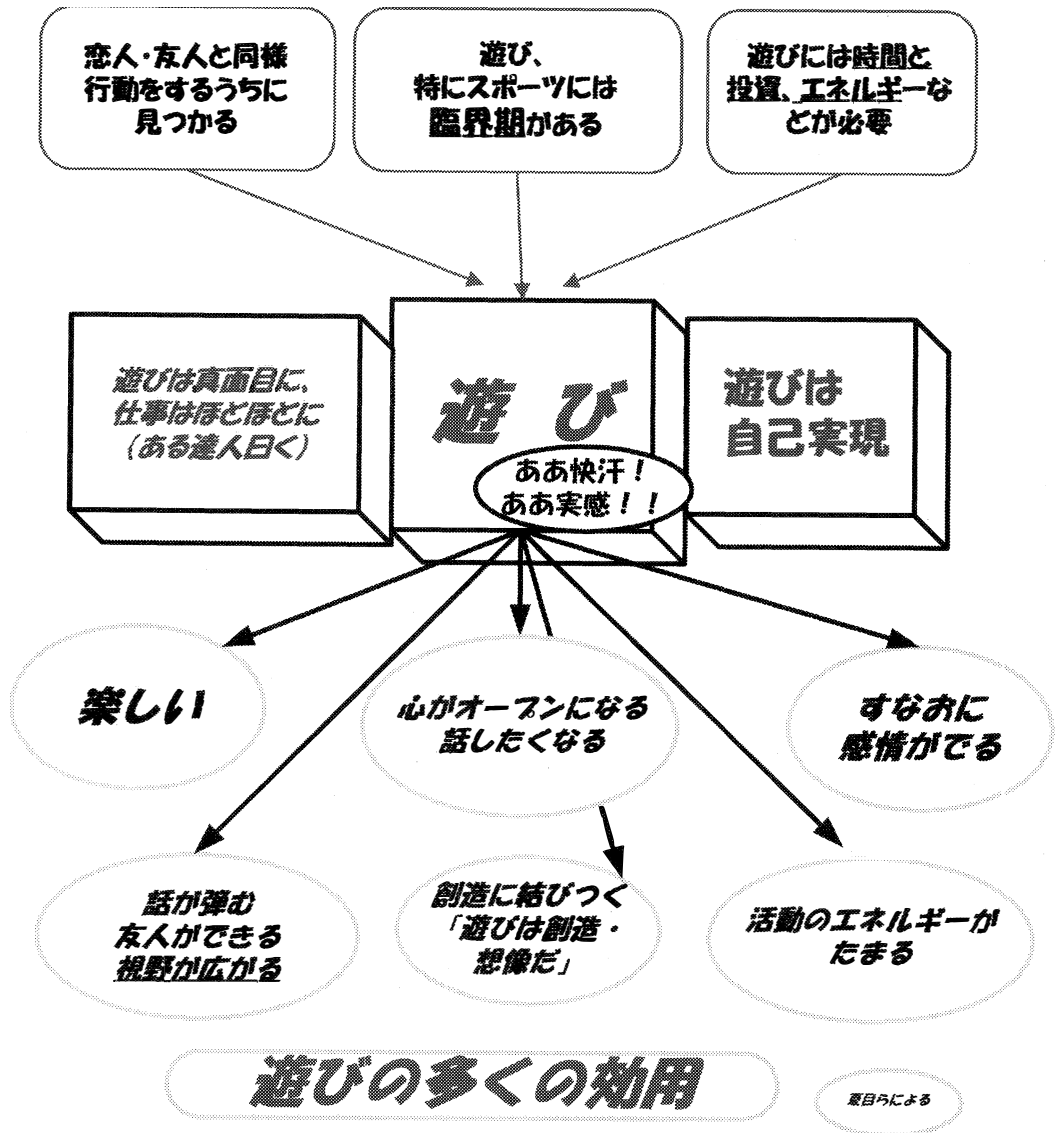 恋人・友人と同様
行動をするうちに
見つかる
遊び、
特にスポーツには
臨界期がある
遊びには時間と
投資、エネルギーな
どが必要
遊びは真面目に、
仕事はほどほどに
（ある達人曰く）
遊び
ああ快汗！
ああ実感！！
遊びは
自己実現
楽しい
心がオープンになる
話したくなる
すなおに
感情がでる
話が弾む
友人ができる
視野が広がる
創造に結びつく
「遊びは創造・
想像だ」
活動のエネルギーが
たまる
遊びの多くの効用
夏目らによる